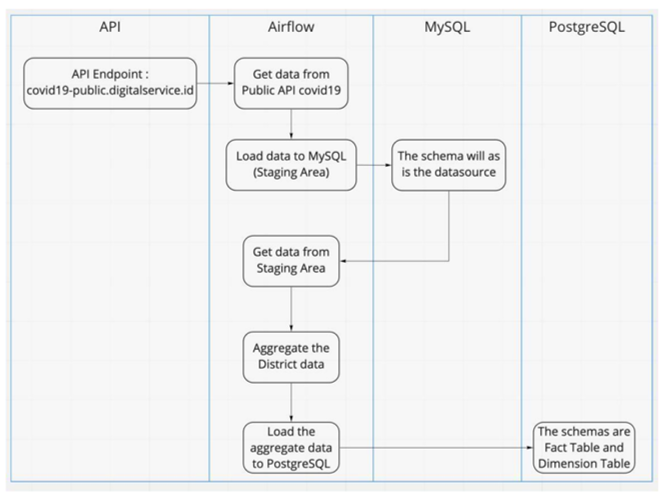 API
Airflow
MySQL
PostgreSQL
API Endpoint :
covid19-public.digitalservice.id
Get data from
Public API covid19
Load data to MySQL
(Staging Area)
The schema will as
is the datasource
Get data from
Staging Area
Aggregate the
District data
Load the
aggregate data
to PostgreSQL
The schemas are
Fact Table and
Dimension Table